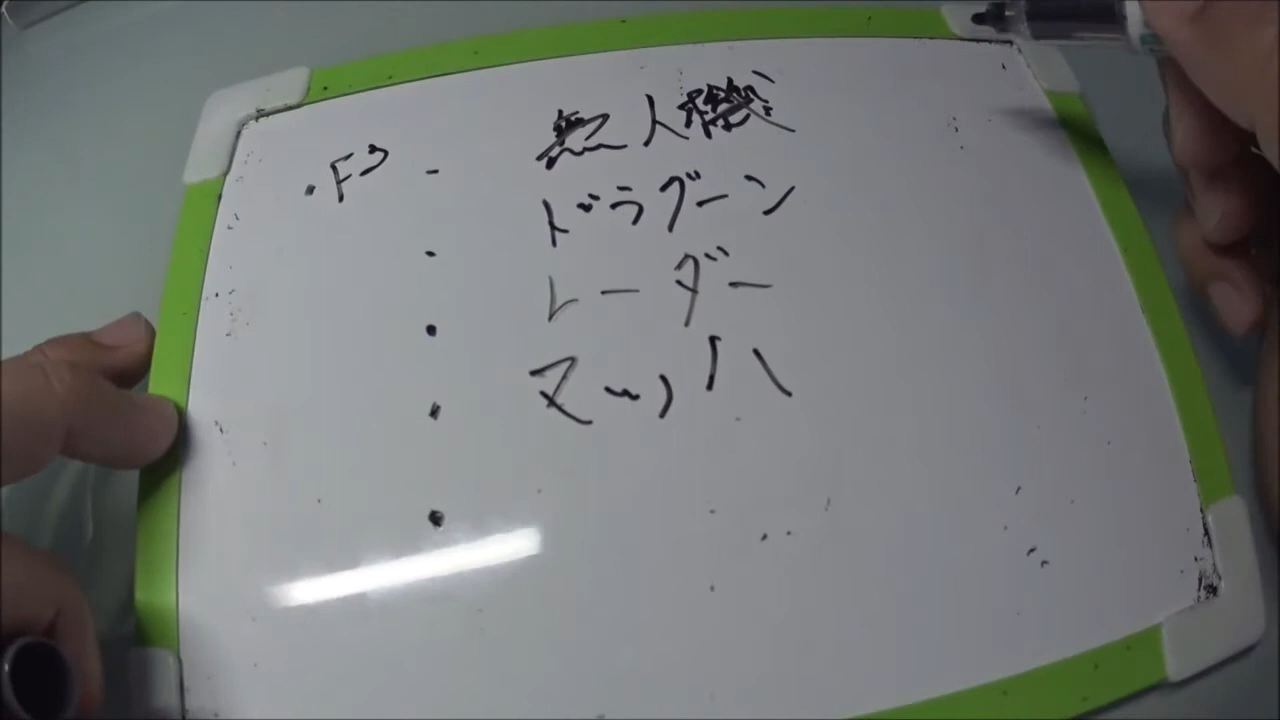 ・F3 -
無人機
ドラグーン
レーダー
マッハ